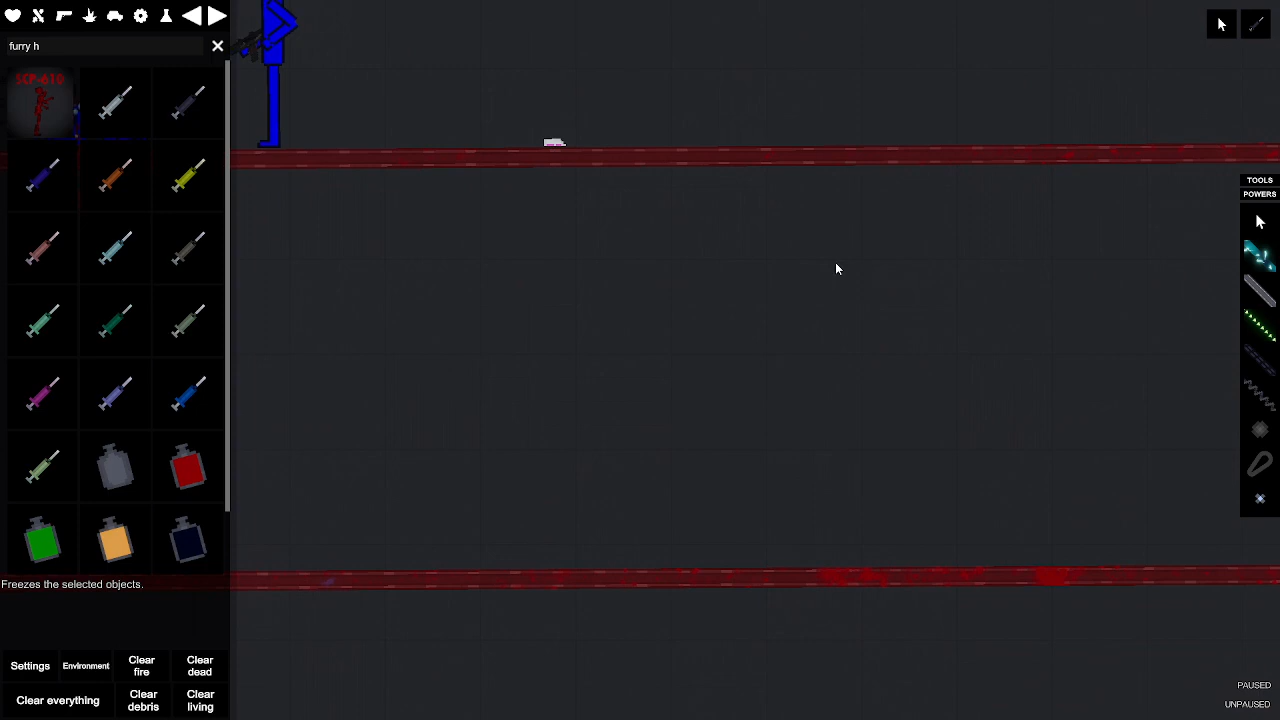 furry h
SCP-610
TOOLS
POWERS
Freezes the selected objects.
Settings
Environment
Clear
fire
Clear
dead
Clear everything
Clear
debris
Clear
living
PAUSED
UNPAUSED